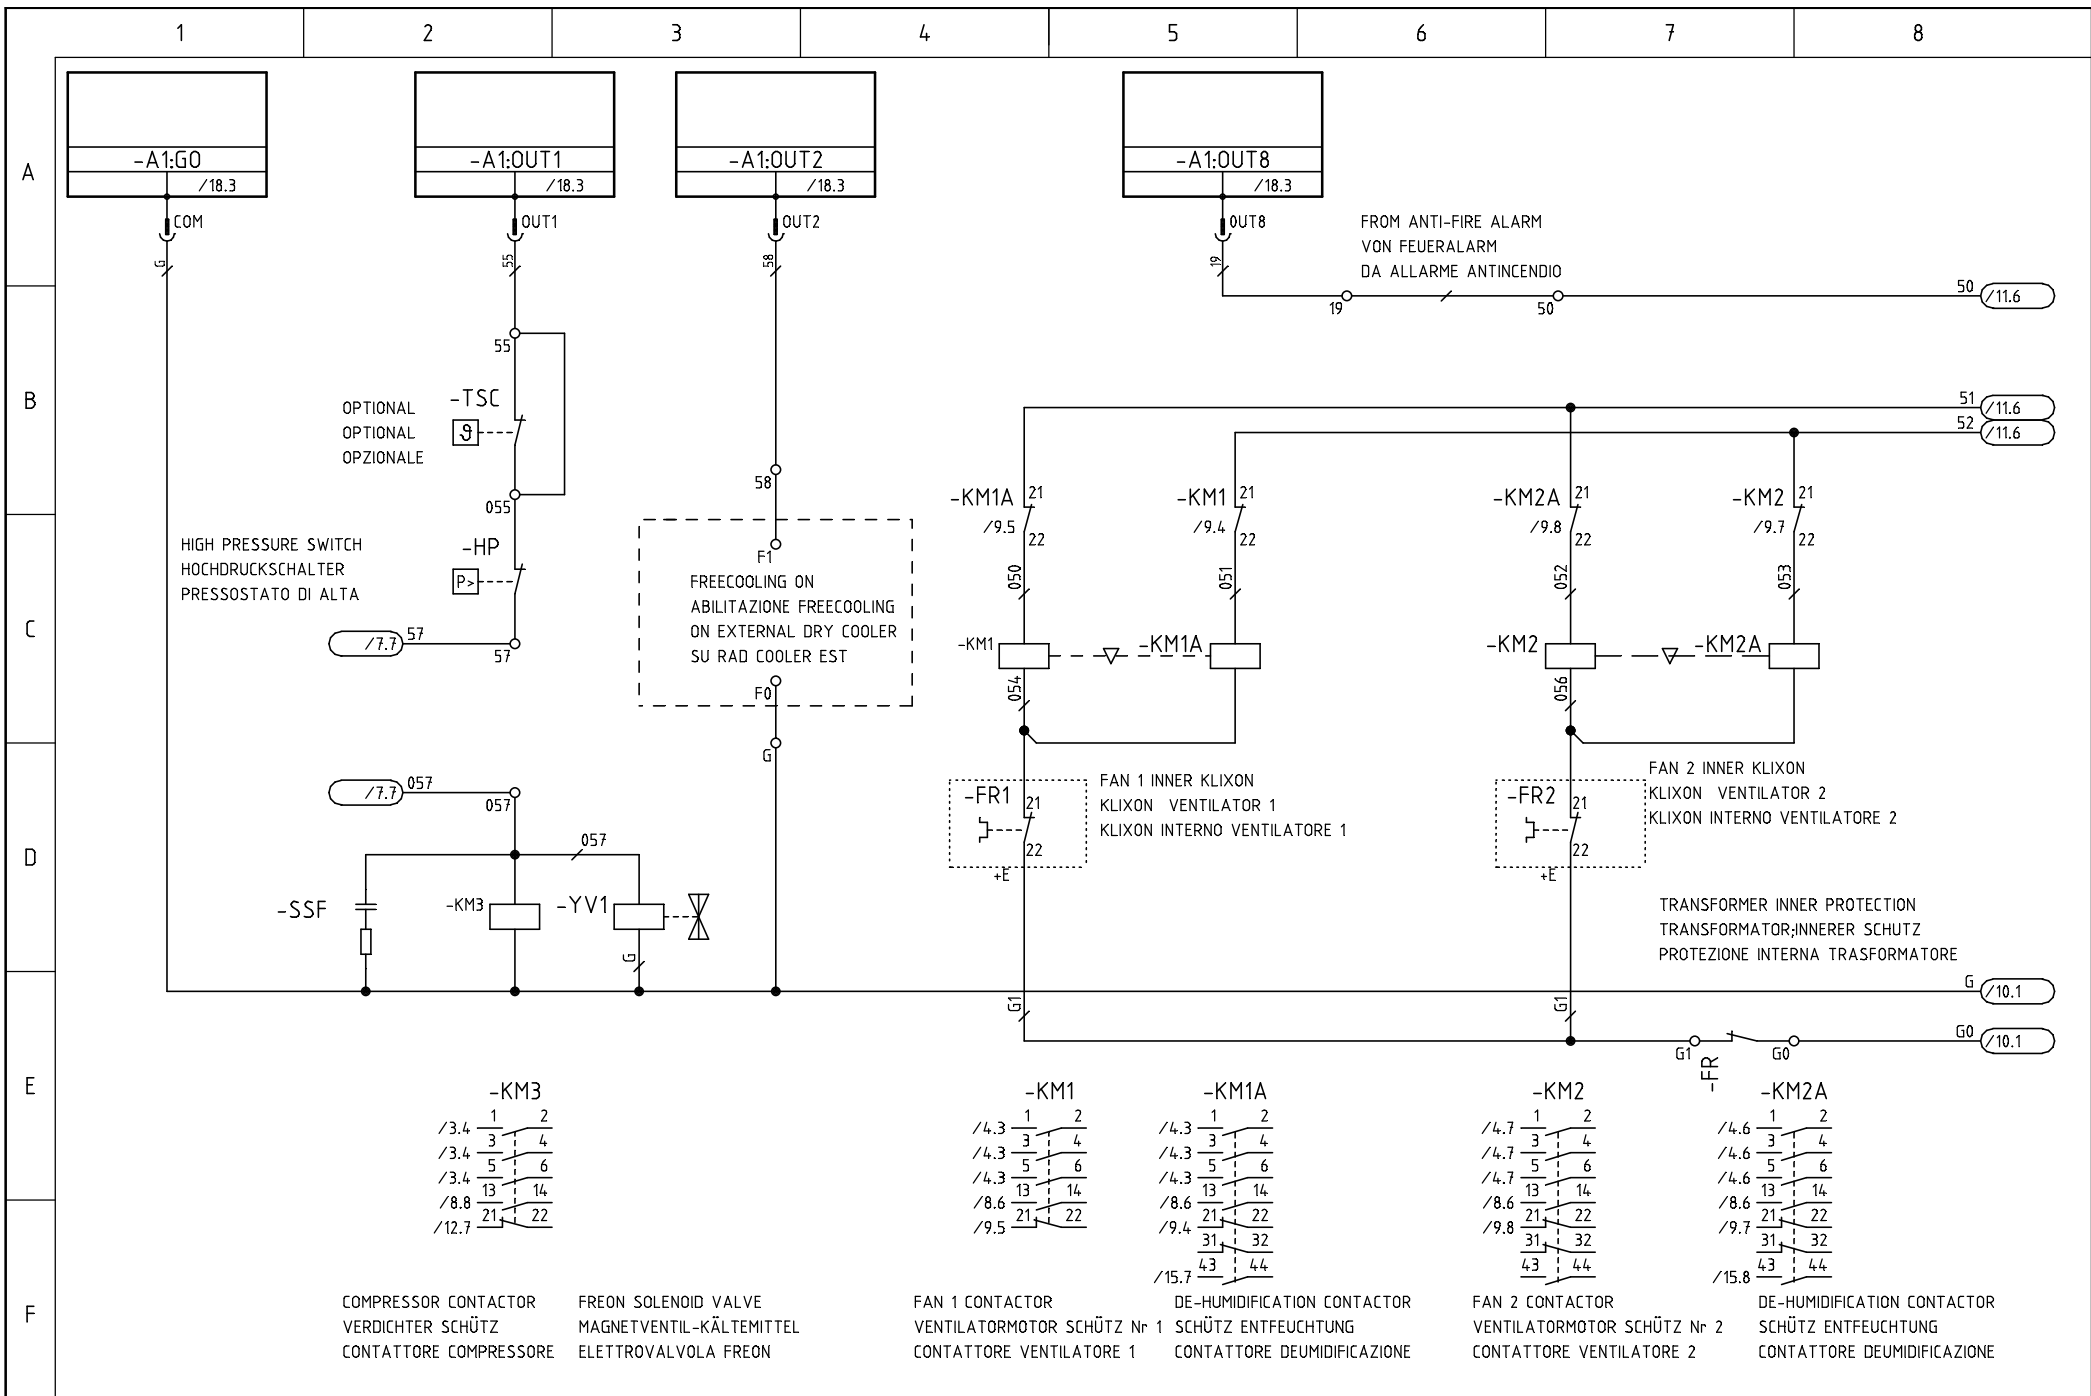 1 2 3 4 5 6 7 8
A
B
C
D
E
F
-A1:G0
/18.3
COM
G
-A1:OUT1
/18.3
OUT1
55
-A1:OUT2
/18.3
OUT2
58
-A1:OUT8
/18.3
OUT8
19
FROM ANTI-FIRE ALARM
VON FEUERALARM
DA ALLARME ANTINCENDIO
19
50
50
/11.6
55
-TSC
ϑ
OPTIONAL
OPTIONAL
OPZIONALE
055
HIGH PRESSURE SWITCH
HOCHDRUCKSCHALTER
PRESSOSTATO DI ALTA
-HP
P>
/7.7
57
57
58
F1
FREECOOLING ON
ABILITAZIONE FREECOOLING
ON EXTERNAL DRY COOLER
SU RAD COOLER EST
F0
G
51
/11.6
52
/11.6
-KM1A
/9.5
21
22
050
-KM1
/9.4
21
22
051
-KM2A
/9.8
21
22
052
-KM2
/9.7
21
22
053
-KM1
-KM1A
-KM2
-KM2A
054
056
/7.7
057
057
057
-SSF
-KM3
-YV1
G
-FR1
21
22
+E
FAN 1 INNER KLIXON
KLIXON VENTILATOR 1
KLIXON INTERNO VENTILATORE 1
-FR2
21
22
+E
FAN 2 INNER KLIXON
KLIXON VENTILATOR 2
KLIXON INTERNO VENTILATORE 2
TRANSFORMER INNER PROTECTION
TRANSFORMATOR;INNERER SCHUTZ
PROTEZIONE INTERNA TRASFORMATORE
G
/10.1
G1
G1
G1
-FR
G0
G0
/10.1
-KM3
/3.4 1 2
/3.4 3 4
/3.4 5 6
/8.8 13 14
/12.7 21 22
-KM1
/4.3 1 2
/4.3 3 4
/4.3 5 6
/8.6 13 14
/9.5 21 22
-KM1A
/4.3 1 2
/4.3 3 4
/4.3 5 6
/8.6 13 14
/9.4 21 22
31 32
/15.7 43 44
-KM2
/4.7 1 2
/4.7 3 4
/4.7 5 6
/8.6 13 14
/9.8 21 22
31 32
43 44
-KM2A
/4.6 1 2
/4.6 3 4
/4.6 5 6
/8.6 13 14
/9.7 21 22
31 32
/15.8 43 44
COMPRESSOR CONTACTOR
VERDICHTER SCHÜTZ
CONTATTORE COMPRESSORE
FREON SOLENOID VALVE
MAGNETVENTIL-KÄLTEMITTEL
ELETTROVALVOLA FREON
FAN 1 CONTACTOR
VENTILATORMOTOR SCHÜTZ Nr 1
CONTATTORE VENTILATORE 1
DE-HUMIDIFICATION CONTACTOR
SCHÜTZ ENTFEUCHTUNG
CONTATTORE DEUMIDIFICAZIONE
FAN 2 CONTACTOR
VENTILATORMOTOR SCHÜTZ Nr 2
CONTATTORE VENTILATORE 2
DE-HUMIDIFICATION CONTACTOR
SCHÜTZ ENTFEUCHTUNG
CONTATTORE DEUMIDIFICAZIONE